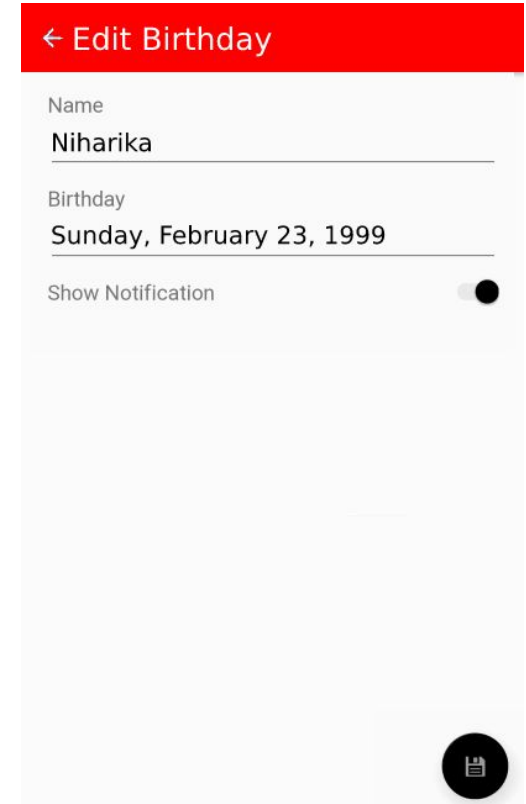 Edit Birthday
Name
Niharika
Birthday
Sunday, February 23, 1999
Show Notification